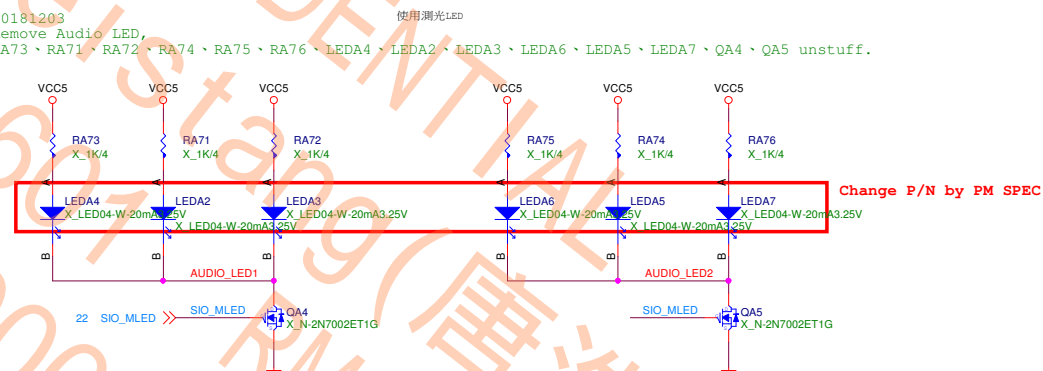 0181203
使用測光LED
emove Audio LED,
A73、RA71、RA72、RA74、RA75、RA76、LEDA4、LEDA2、LEDA3、LEDA6、LEDA5、LEDA7、QA4、QA5 unstuff.
VCC5 VCC5 VCC5 VCC5 VCC5 VCC5
RA73 RA71 RA72 RA75 RA74 RA76
X_1K/4 X_1K/4 X_1K/4 X_1K/4 X_1K/4 X_1K/4
A A A A A A
Change P/N by PM SPEC
LEDA4 LEDA2 LEDA3 LEDA6 LEDA5 LEDA7
X_LED04-W-20mA3.25V X_LED04-W-20mA3.25V X_LED04-W-20mA3.25V X_LED04-W-20mA3.25V
X_LED04-W-20mA3.25V X_LED04-W-20mA3.25V
B B B B B B
AUDIO_LED1 AUDIO_LED2
22 SIO_MLED SIO_MLED QA4 SIO_MLED QA5
X_N-2N7002ET1G X_N-2N7002ET1G